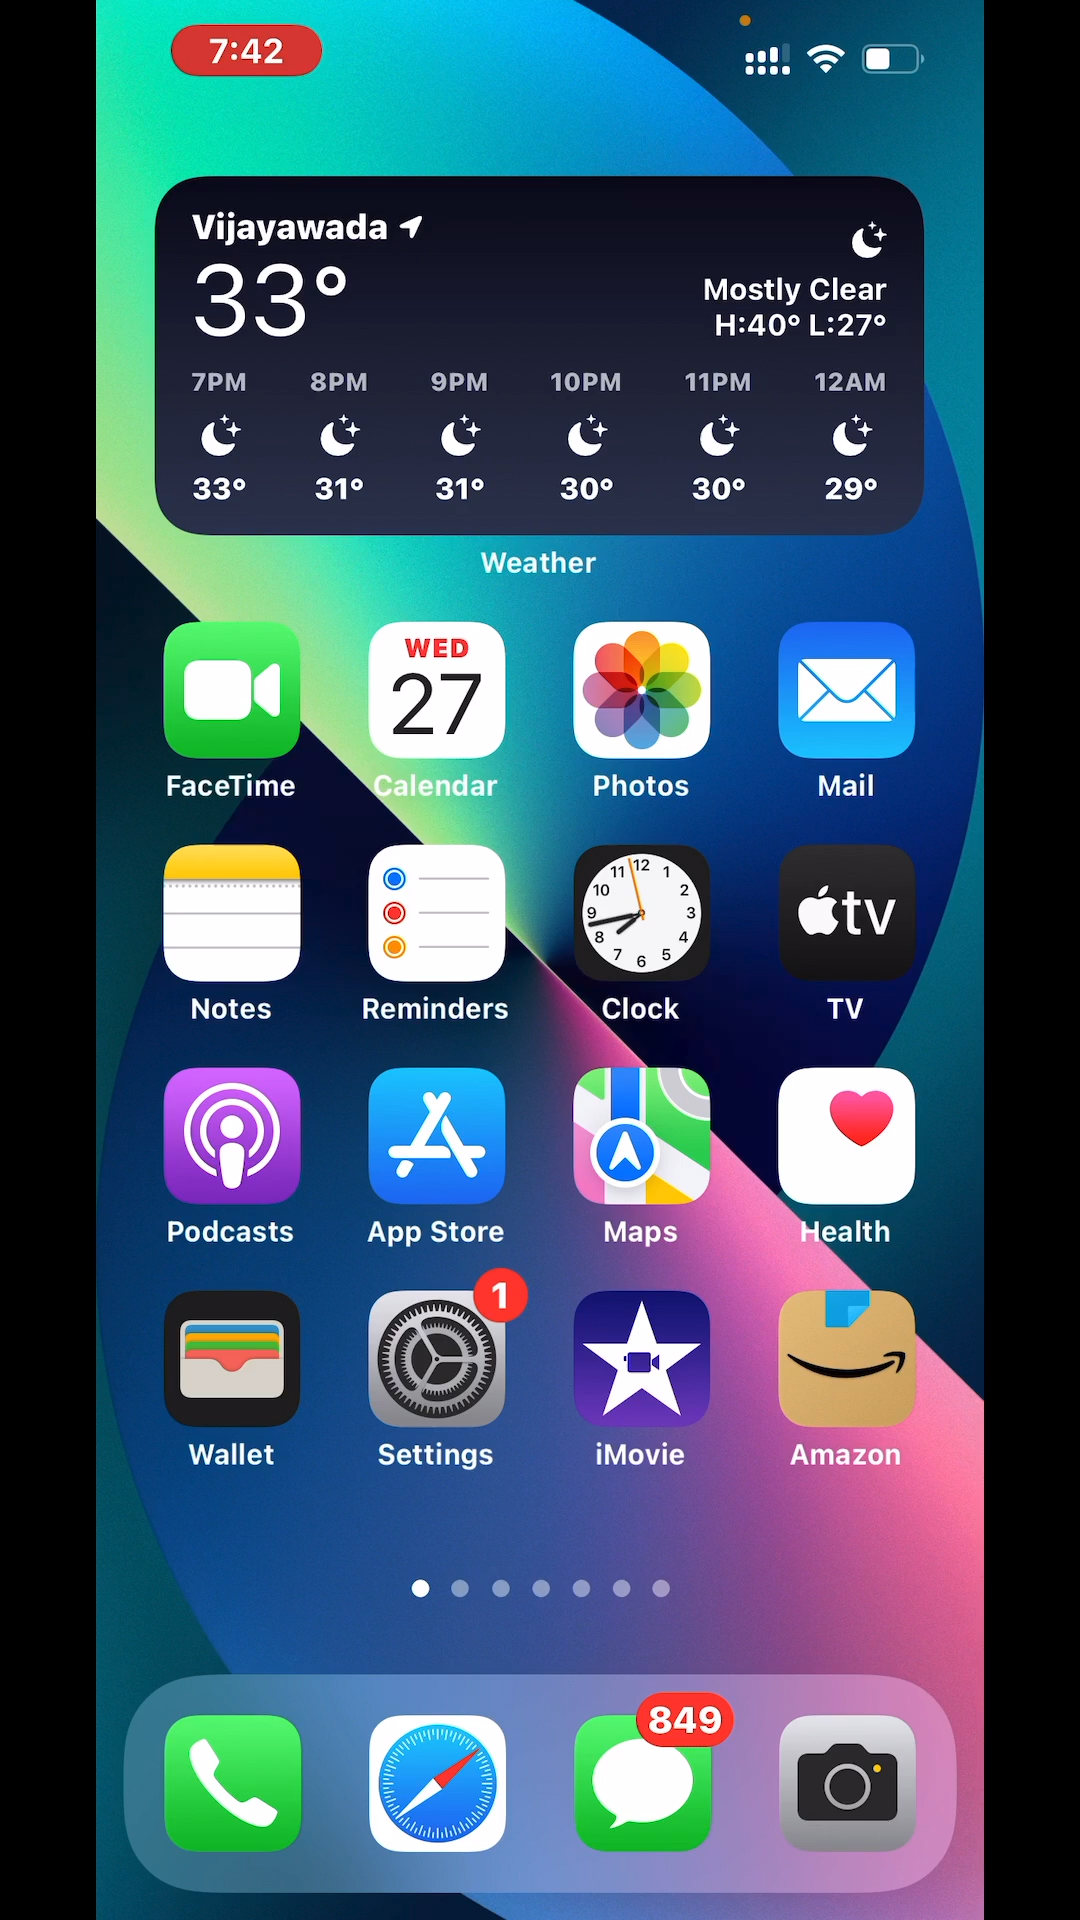 7:42
Vijayawada
33°
Mostly Clear
H:40° L:27°
7PM 8PM 9PM 10PM 11PM 12AM
33° 31° 31° 30° 30° 29°
Weather
WED
27
FaceTime Calendar Photos Mail
12 1 2 3 4 5 6 7 8 9 10 11
tv
Notes Reminders Clock TV
Podcasts App Store Maps Health
1
Wallet Settings iMovie Amazon
849